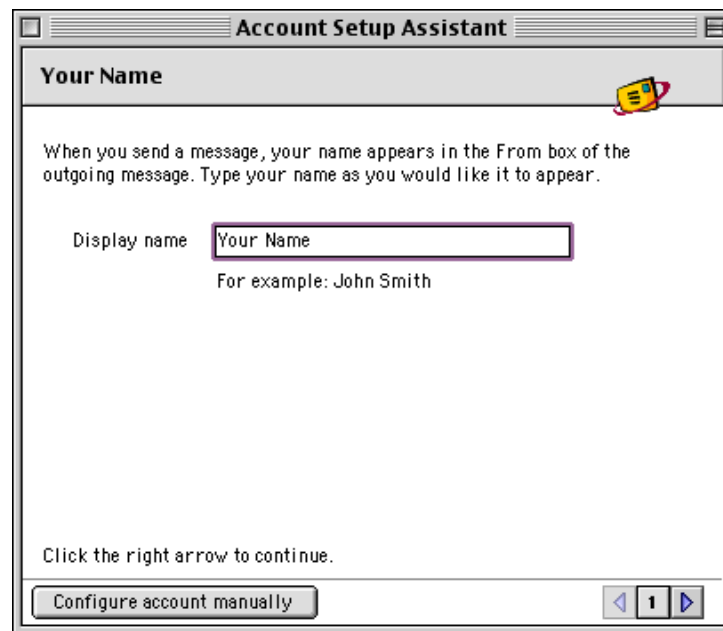 Account Setup Assistant
Your Name
When you send a message, your name appears in the From box of the
outgoing message. Type your name as you would like it to appear.
Display name Your Name
For example: John Smith
Click the right arrow to continue.
Configure account manually 1